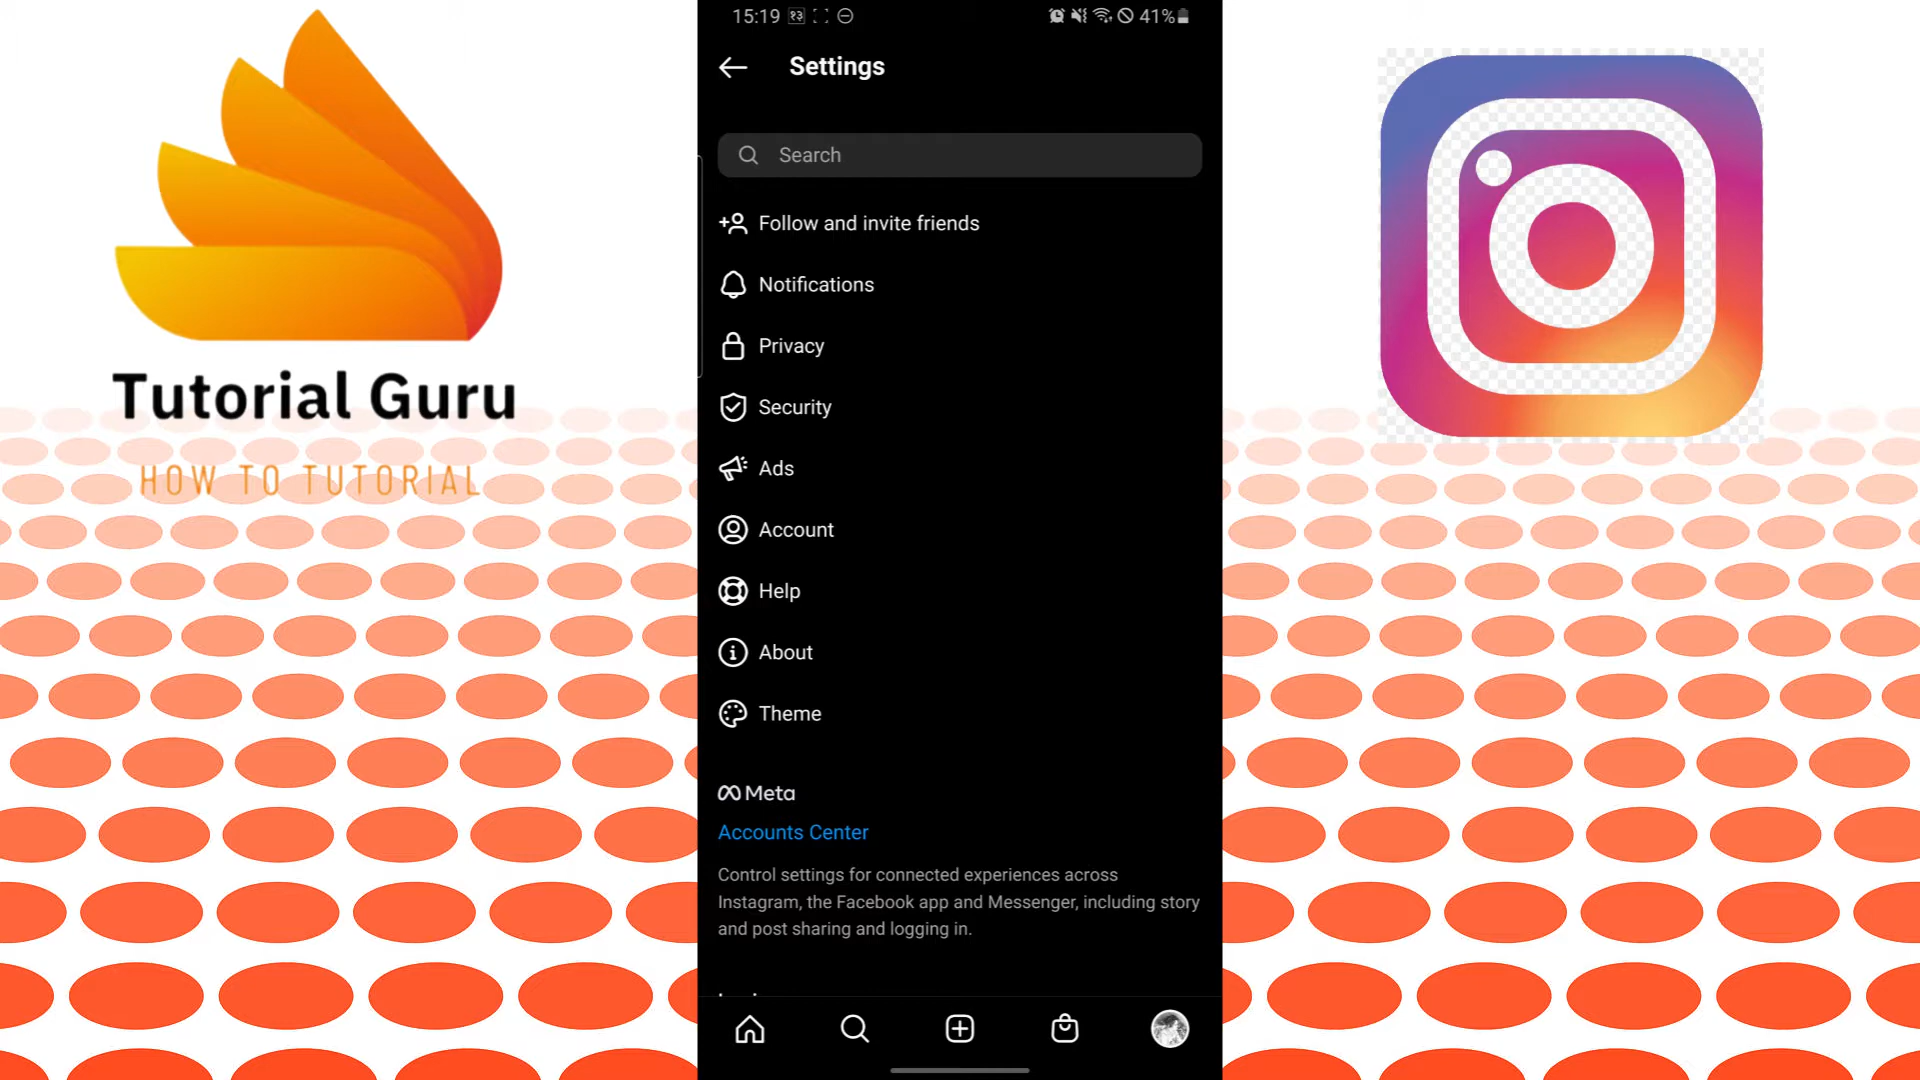 Tutorial Guru
HOW TO TUTORIAL
15:19
41%
Settings
Search
Follow and invite friends
Notifications
Privacy
Security
Ads
Account
Help
About
Theme
Meta
Accounts Center
Control settings for connected experiences across
Instagram, the Facebook app and Messenger, including story
and post sharing and logging in.